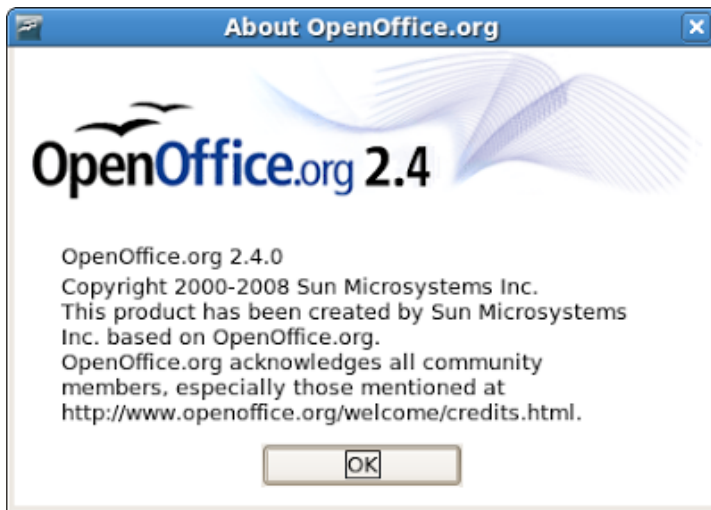 About OpenOffice.org
OpenOffice.org 2.4
OpenOffice.org 2.4.0
Copyright 2000-2008 Sun Microsystems Inc.
This product has been created by Sun Microsystems
Inc. based on OpenOffice.org.
OpenOffice.org acknowledges all community
members, especially those mentioned at
http://www.openoffice.org/welcome/credits.html.
OK